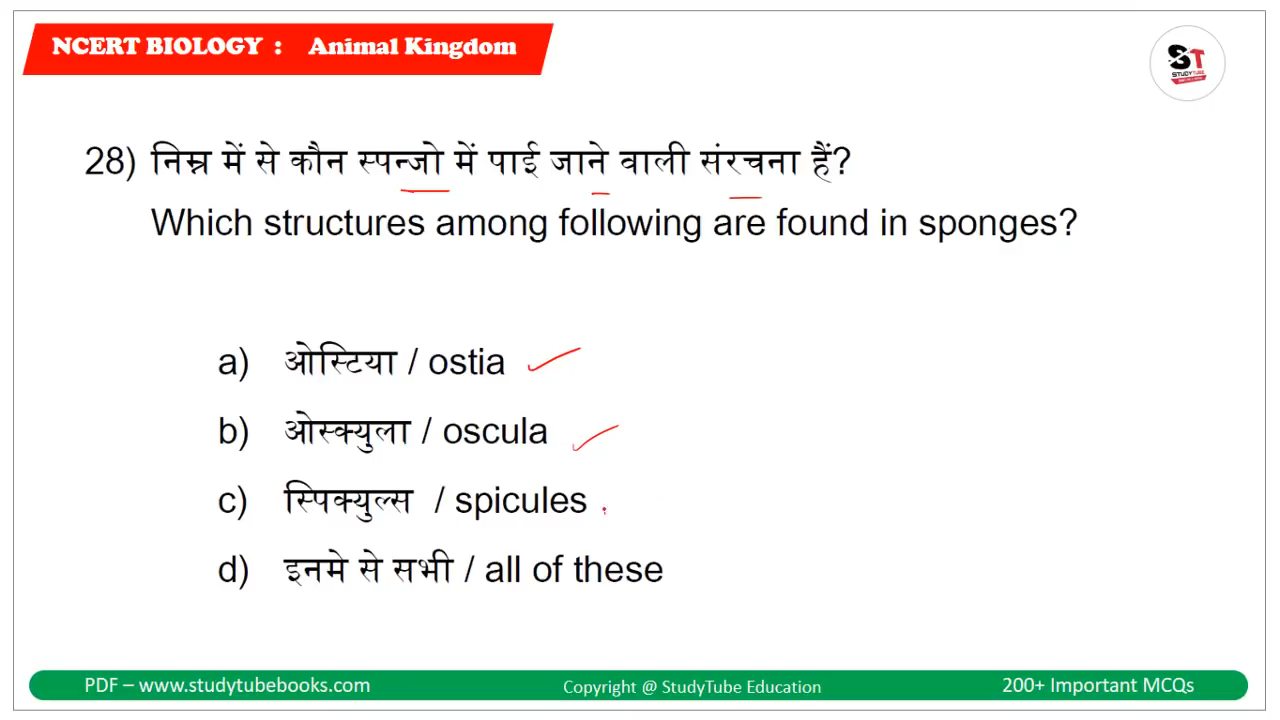 NCERT BIOLOGY : Animal Kingdom
ST
STUDYTUBE
28) निम्न में से कौन स्पन्जो में पाई जाने वाली संरचना हैं?
Which structures among following are found in sponges?
a) ओस्टिया / ostia
b) ओस्क्युला / oscula
c) स्पिक्युल्स / spicules
d) इनमे से सभी / all of these
PDF – www.studytubebooks.com
Copyright @ StudyTube Education
200+ Important MCQs